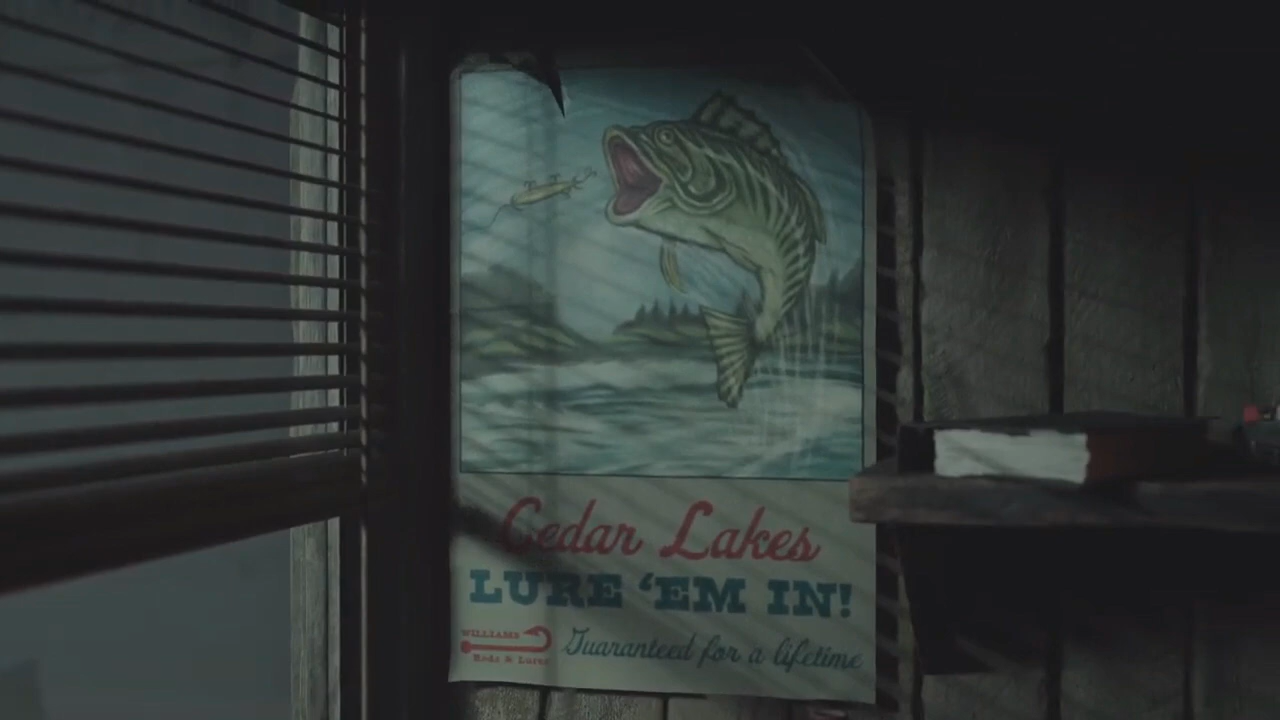 Cedar Lakes
LURE 'EM IN!
WILLIAMS
Rods & Lures
Guaranteed for a lifetime